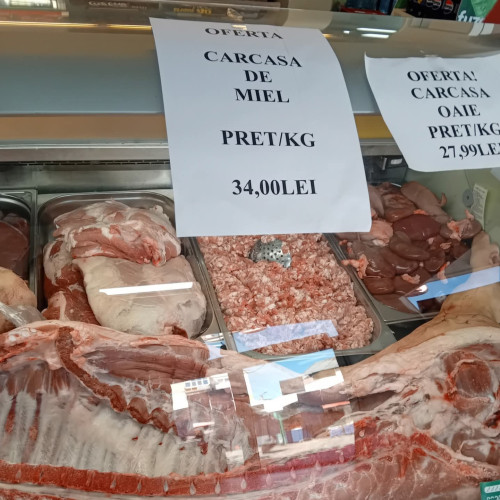 OFERTA
CARCASA
DE
MIEL
PRET/KG
34,00LEI
OFERTA!
CARCASA
OAIE
PRET/KG
27,99LEI